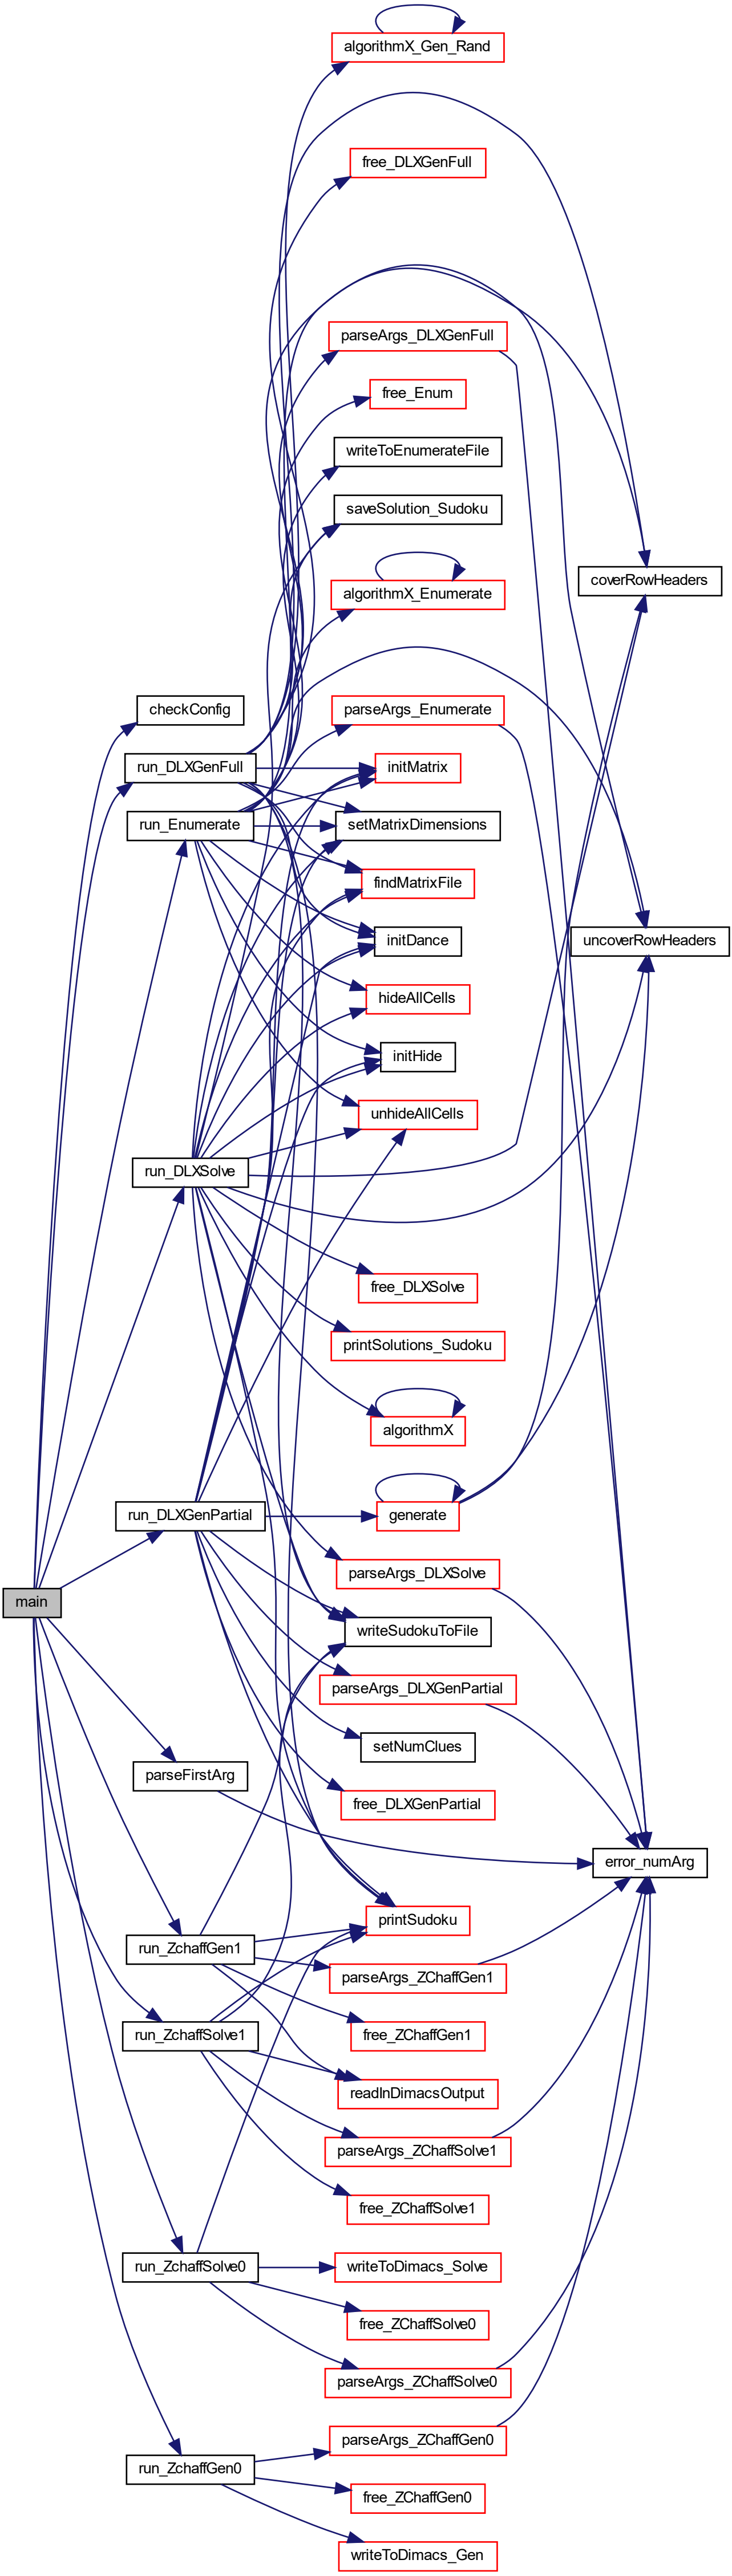 algorithmX_Gen_Rand
free_DLXGenFull
parseArgs_DLXGenFull
free_Enum
writeToEnumerateFile
saveSolution_Sudoku
coverRowHeaders
algorithmX_Enumerate
parseArgs_Enumerate
checkConfig
run_DLXGenFull
initMatrix
run_Enumerate
setMatrixDimensions
findMatrixFile
initDance
uncoverRowHeaders
hideAllCells
initHide
unhideAllCells
run_DLXSolve
free_DLXSolve
printSolutions_Sudoku
algorithmX
run_DLXGenPartial
generate
parseArgs_DLXSolve
main
writeSudokuToFile
parseArgs_DLXGenPartial
setNumClues
parseFirstArg
free_DLXGenPartial
error_numArg
printSudoku
run_ZchaffGen1
parseArgs_ZChaffGen1
run_ZchaffSolve1
free_ZChaffGen1
readInDimacsOutput
parseArgs_ZChaffSolve1
free_ZChaffSolve1
run_ZchaffSolve0
writeToDimacs_Solve
free_ZChaffSolve0
parseArgs_ZChaffSolve0
parseArgs_ZChaffGen0
run_ZchaffGen0
free_ZChaffGen0
writeToDimacs_Gen